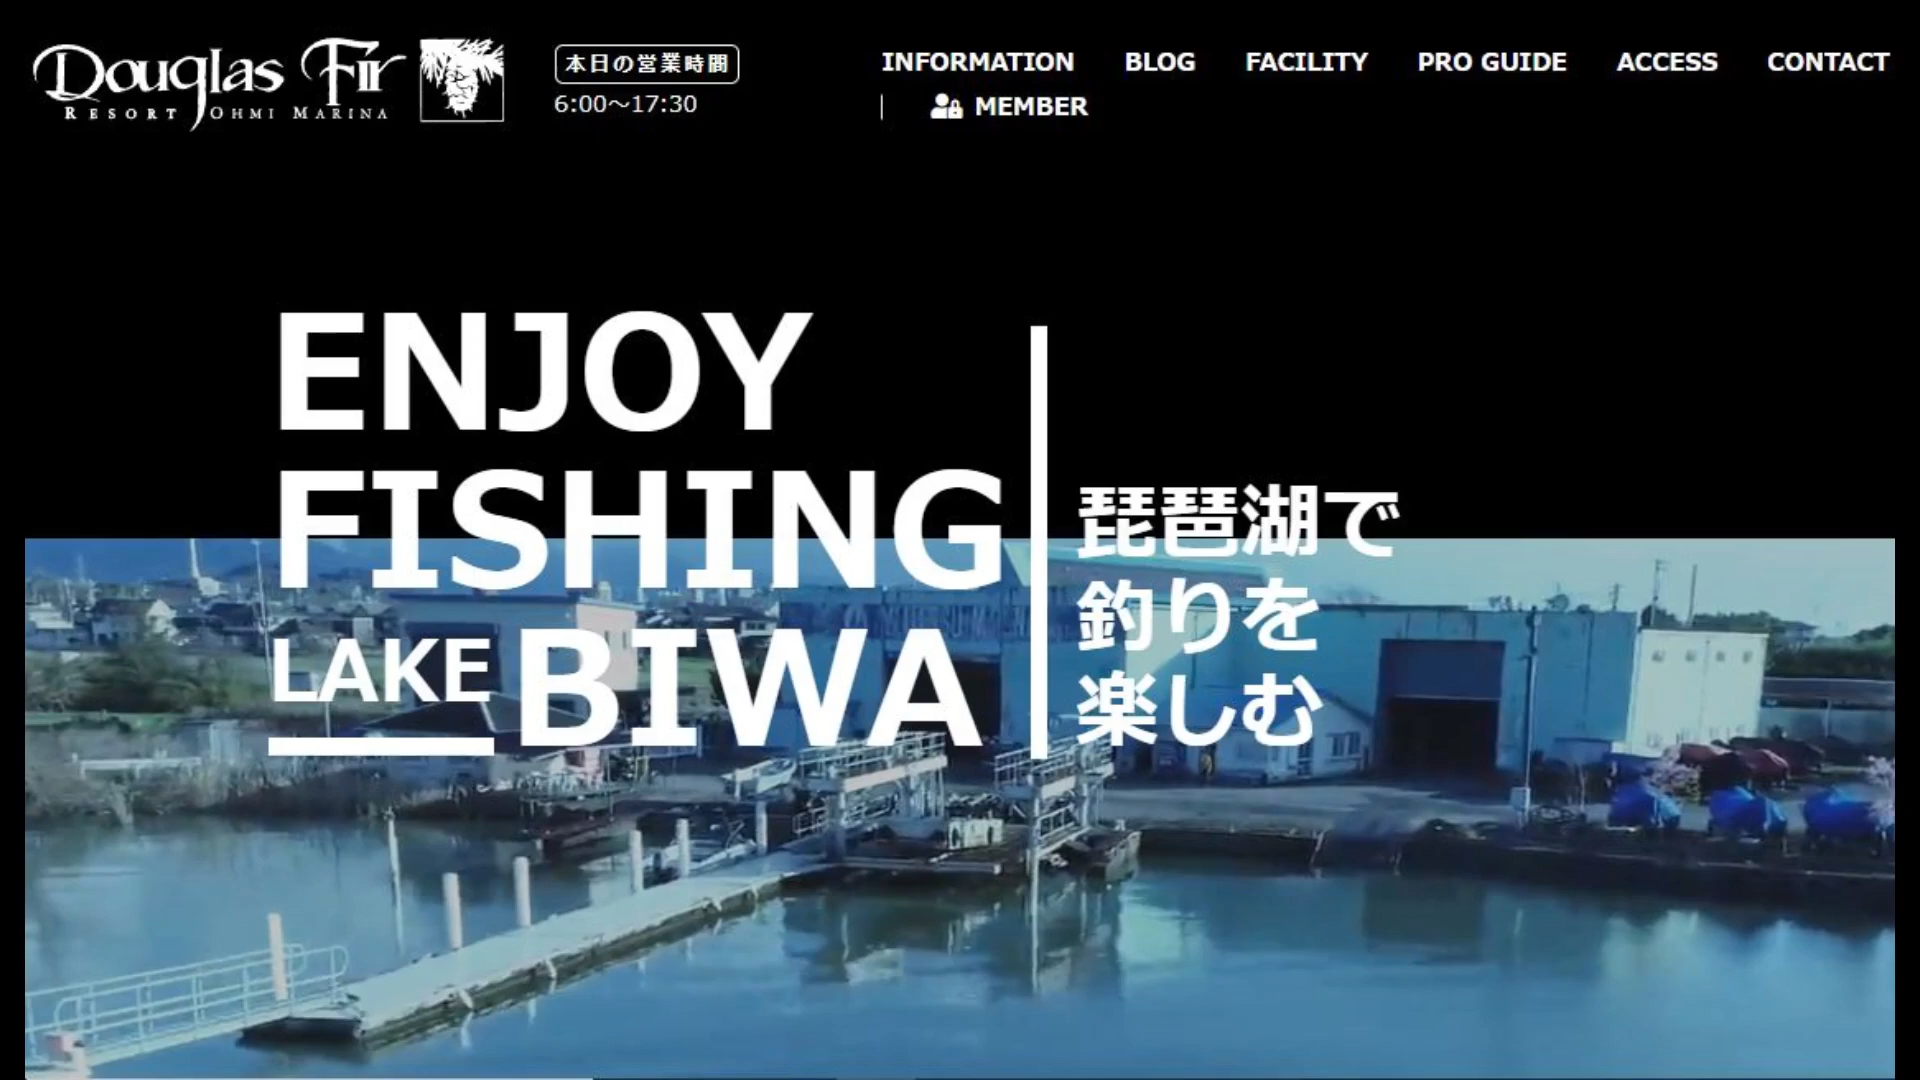 Douglas Fir
RESORT OHMI MARINA
本日の営業時間
6:00～17:30
INFORMATION BLOG FACILITY PRO GUIDE ACCESS CONTACT
MEMBER
ENJOY
FISHING
LAKE BIWA
琵琶湖で
釣りを
楽しむ